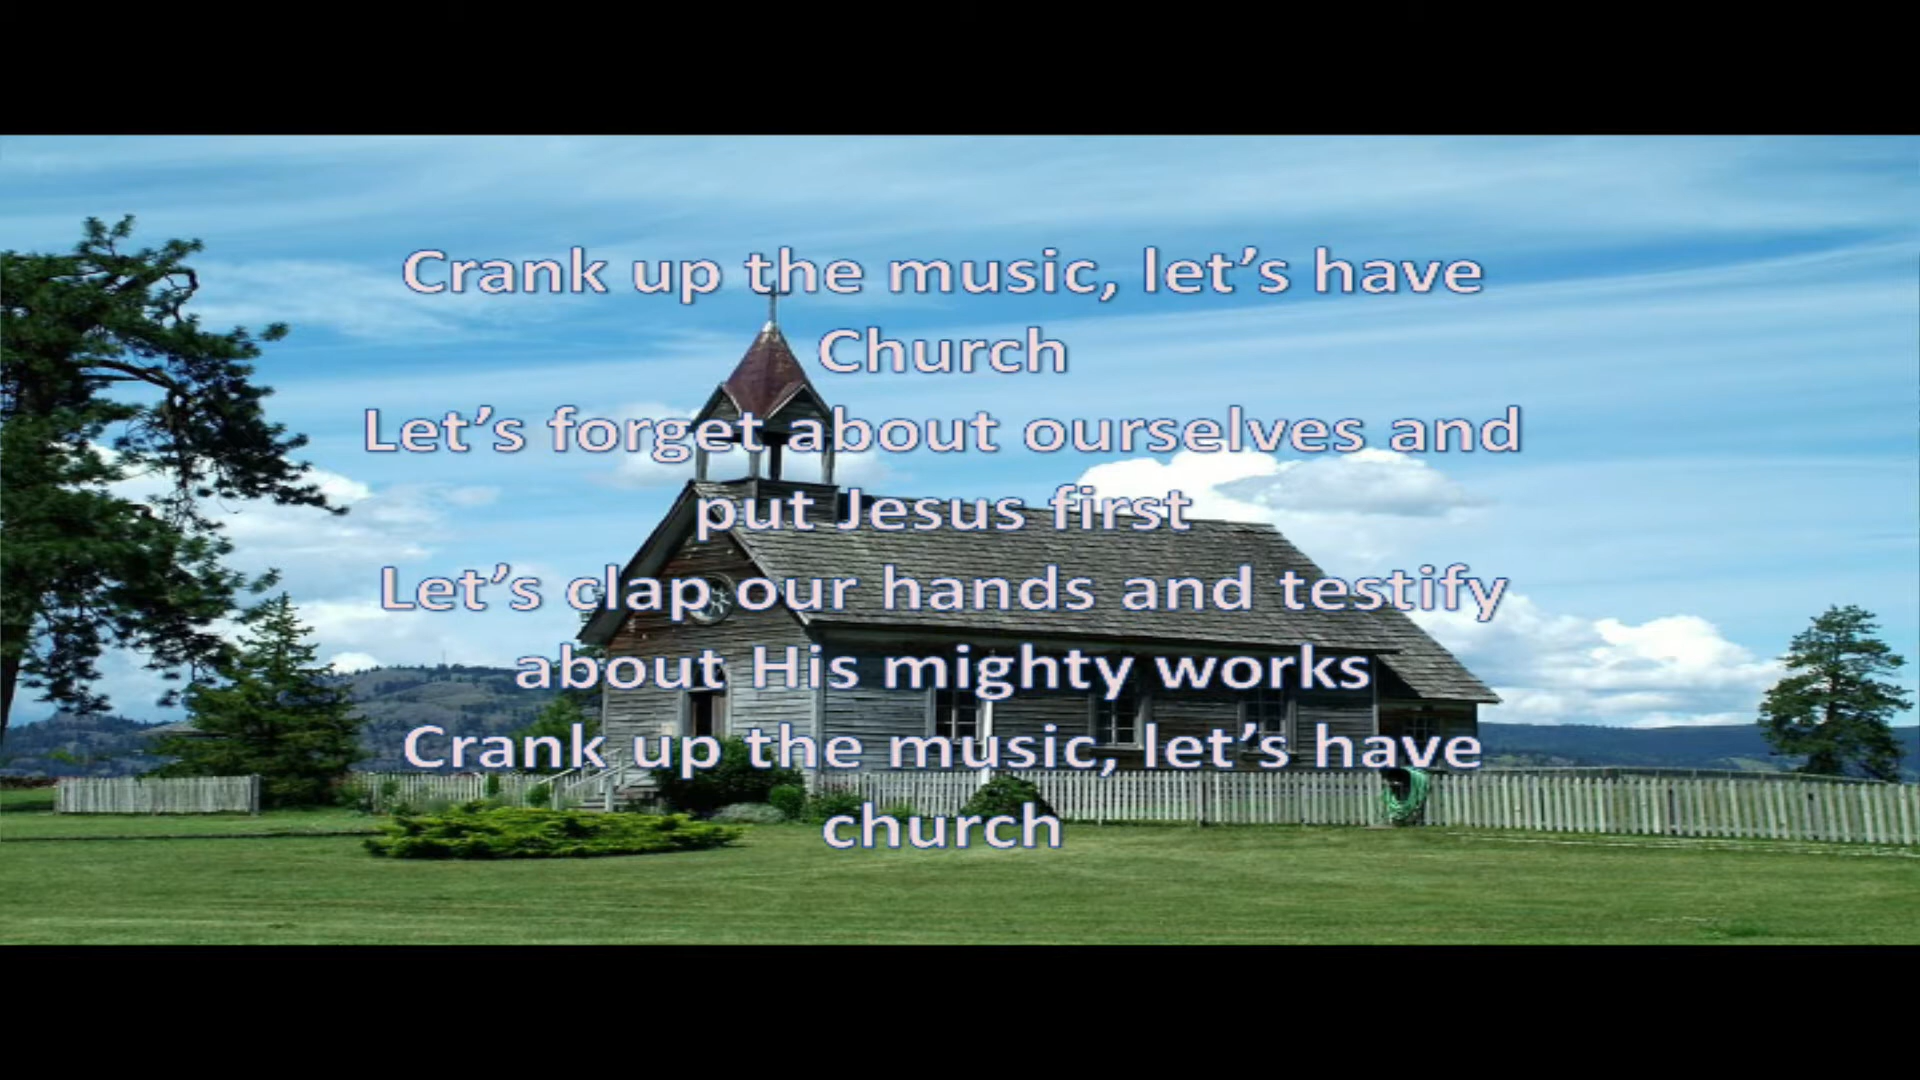 Crank up the music, let's have
Church
Let's forget about ourselves and
put Jesus first
Let's clap our hands and testify
about His mighty works
Crank up the music, let's have
church